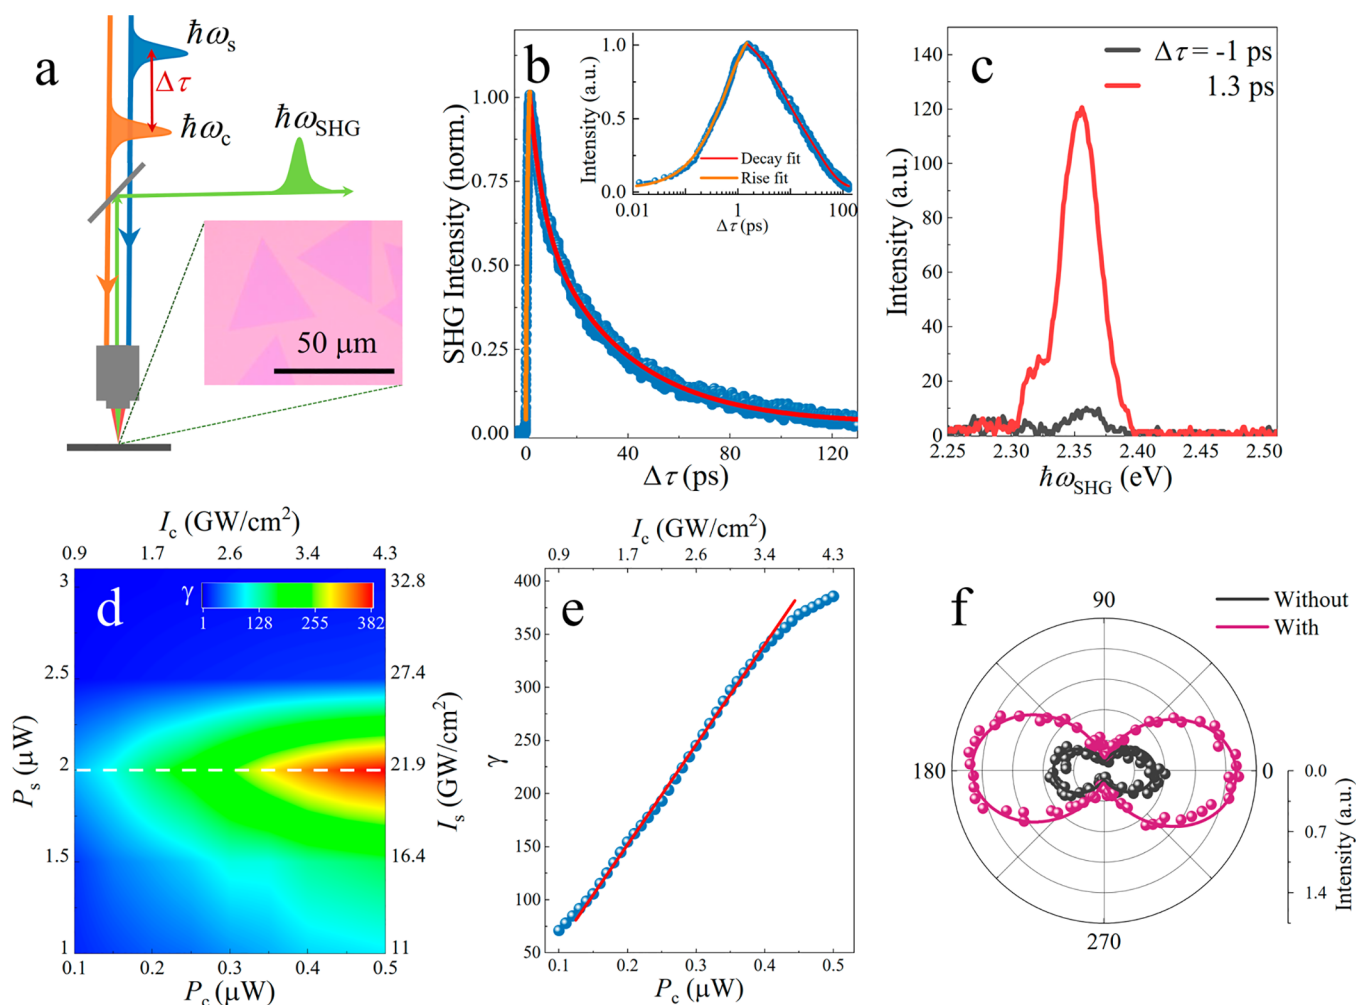 a
ħωs
Δτ
ħωc
ħωSHG
50 μm
b
SHG Intensity (norm.)
1.00
0.75
0.50
0.25
0.00
0
40
80
120
Δτ (ps)
Intensity (a.u.)
1.0
0.5
0.0
Decay fit
Rise fit
0.01
1
100
Δτ (ps)
c
Δτ = -1 ps
1.3 ps
Intensity (a.u.)
140
120
100
80
60
40
20
0
2.25
2.30
2.35
2.40
2.45
2.50
ħωSHG (eV)
Ic (GW/cm2)
0.9
1.7
2.6
3.4
4.3
d
γ
1
128
255
382
3
2.5
2
1.5
1
Ps (μW)
32.8
27.4
21.9
16.4
11
Is (GW/cm2)
0.1
0.2
0.3
0.4
0.5
Pc (μW)
Ic (GW/cm2)
0.9
1.7
2.6
3.4
4.3
e
γ
400
350
300
250
200
150
100
50
0.1
0.2
0.3
0.4
0.5
Pc (μW)
f
Without
With
90
180
0
270
0.0
0.7
1.4
Intensity (a.u.)